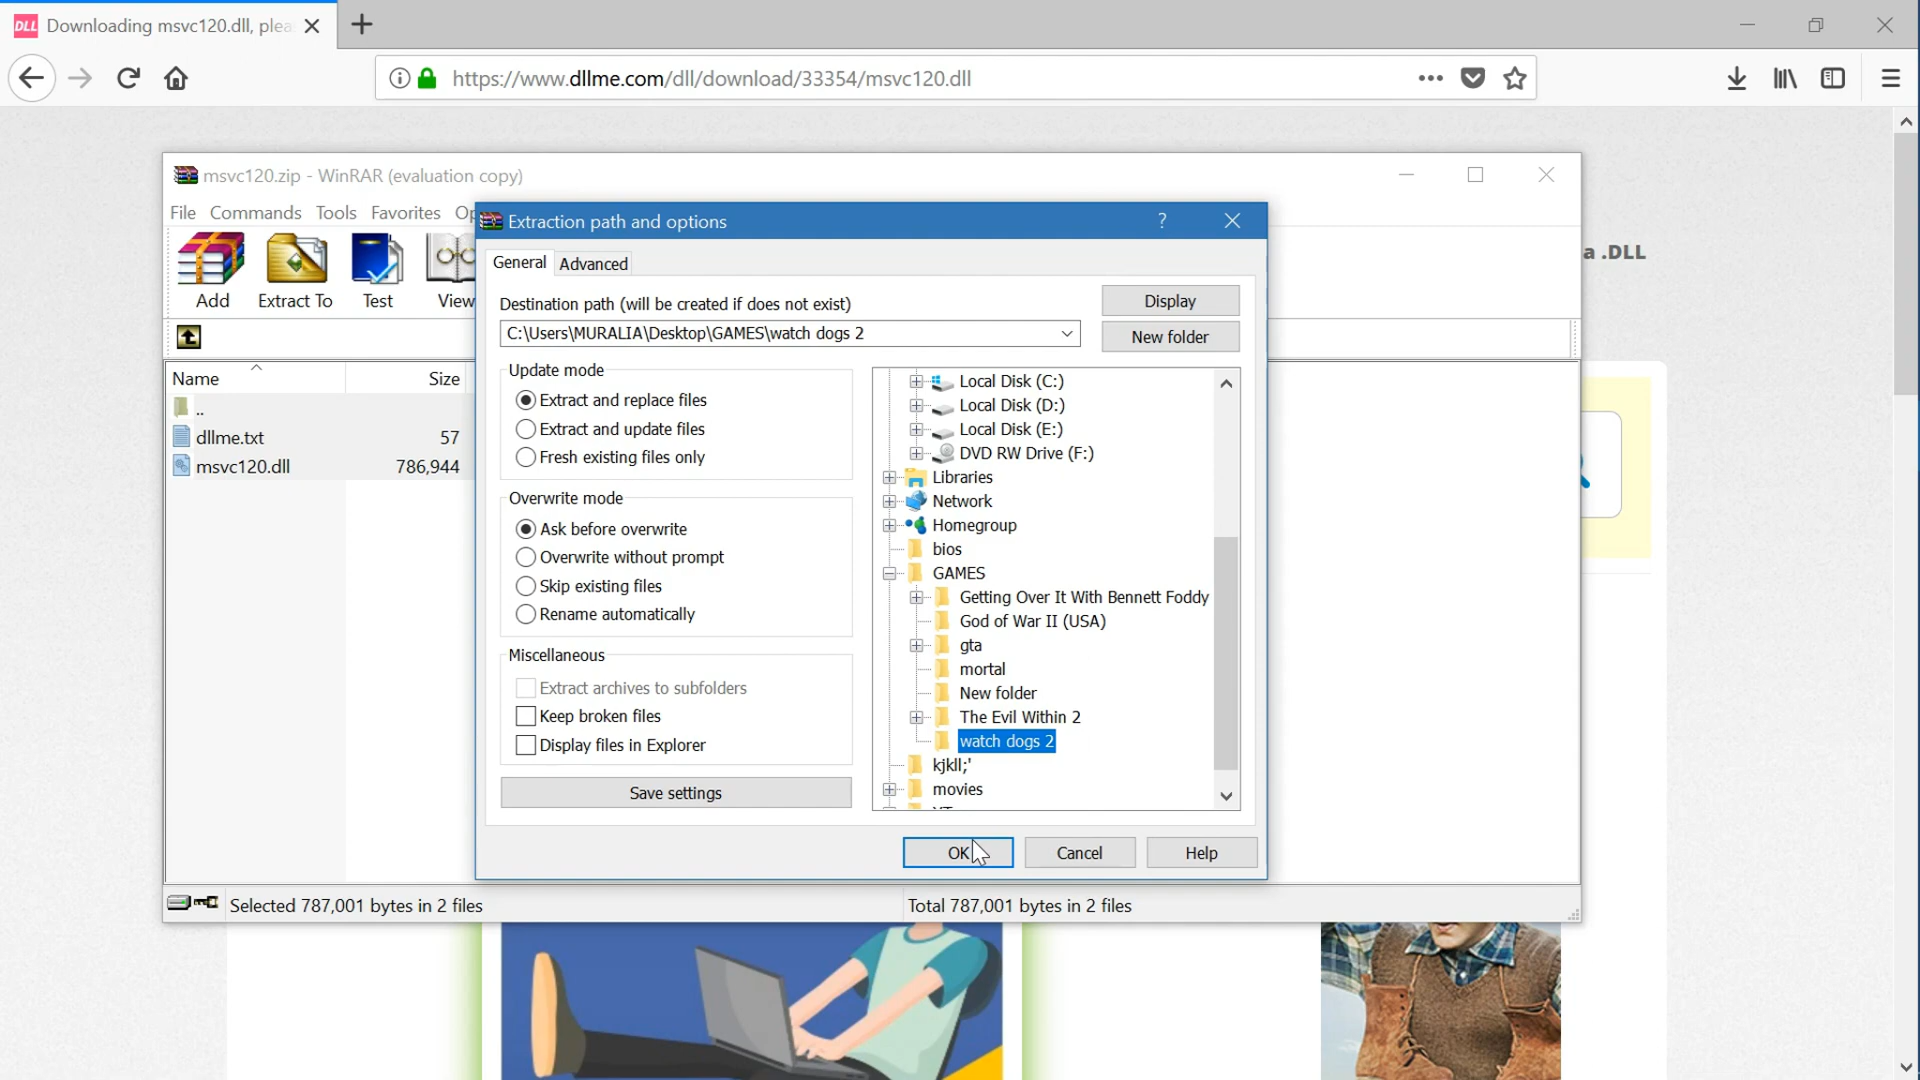 DLL Downloading msvc120.dll, plea
https://www.dllme.com/dll/download/33354/msvc120.dll
msvc120.zip - WinRAR (evaluation copy)
File Commands Tools Favorites Op
Extraction path and options
?
a .DLL
General Advanced
Add Extract To Test View
Destination path (will be created if does not exist)
Display
C:\Users\MURALIA\Desktop\GAMES\watch dogs 2
New folder
Name Size
..
dllme.txt 57
msvc120.dll 786,944
Update mode
Extract and replace files
Extract and update files
Fresh existing files only
Overwrite mode
Ask before overwrite
Overwrite without prompt
Skip existing files
Rename automatically
Miscellaneous
Extract archives to subfolders
Keep broken files
Display files in Explorer
Save settings
Local Disk (C:)
Local Disk (D:)
Local Disk (E:)
DVD RW Drive (F:)
Libraries
Network
Homegroup
bios
GAMES
Getting Over It With Bennett Foddy
God of War II (USA)
gta
mortal
New folder
The Evil Within 2
watch dogs 2
kjkll;'
movies
OK Cancel Help
Selected 787,001 bytes in 2 files
Total 787,001 bytes in 2 files